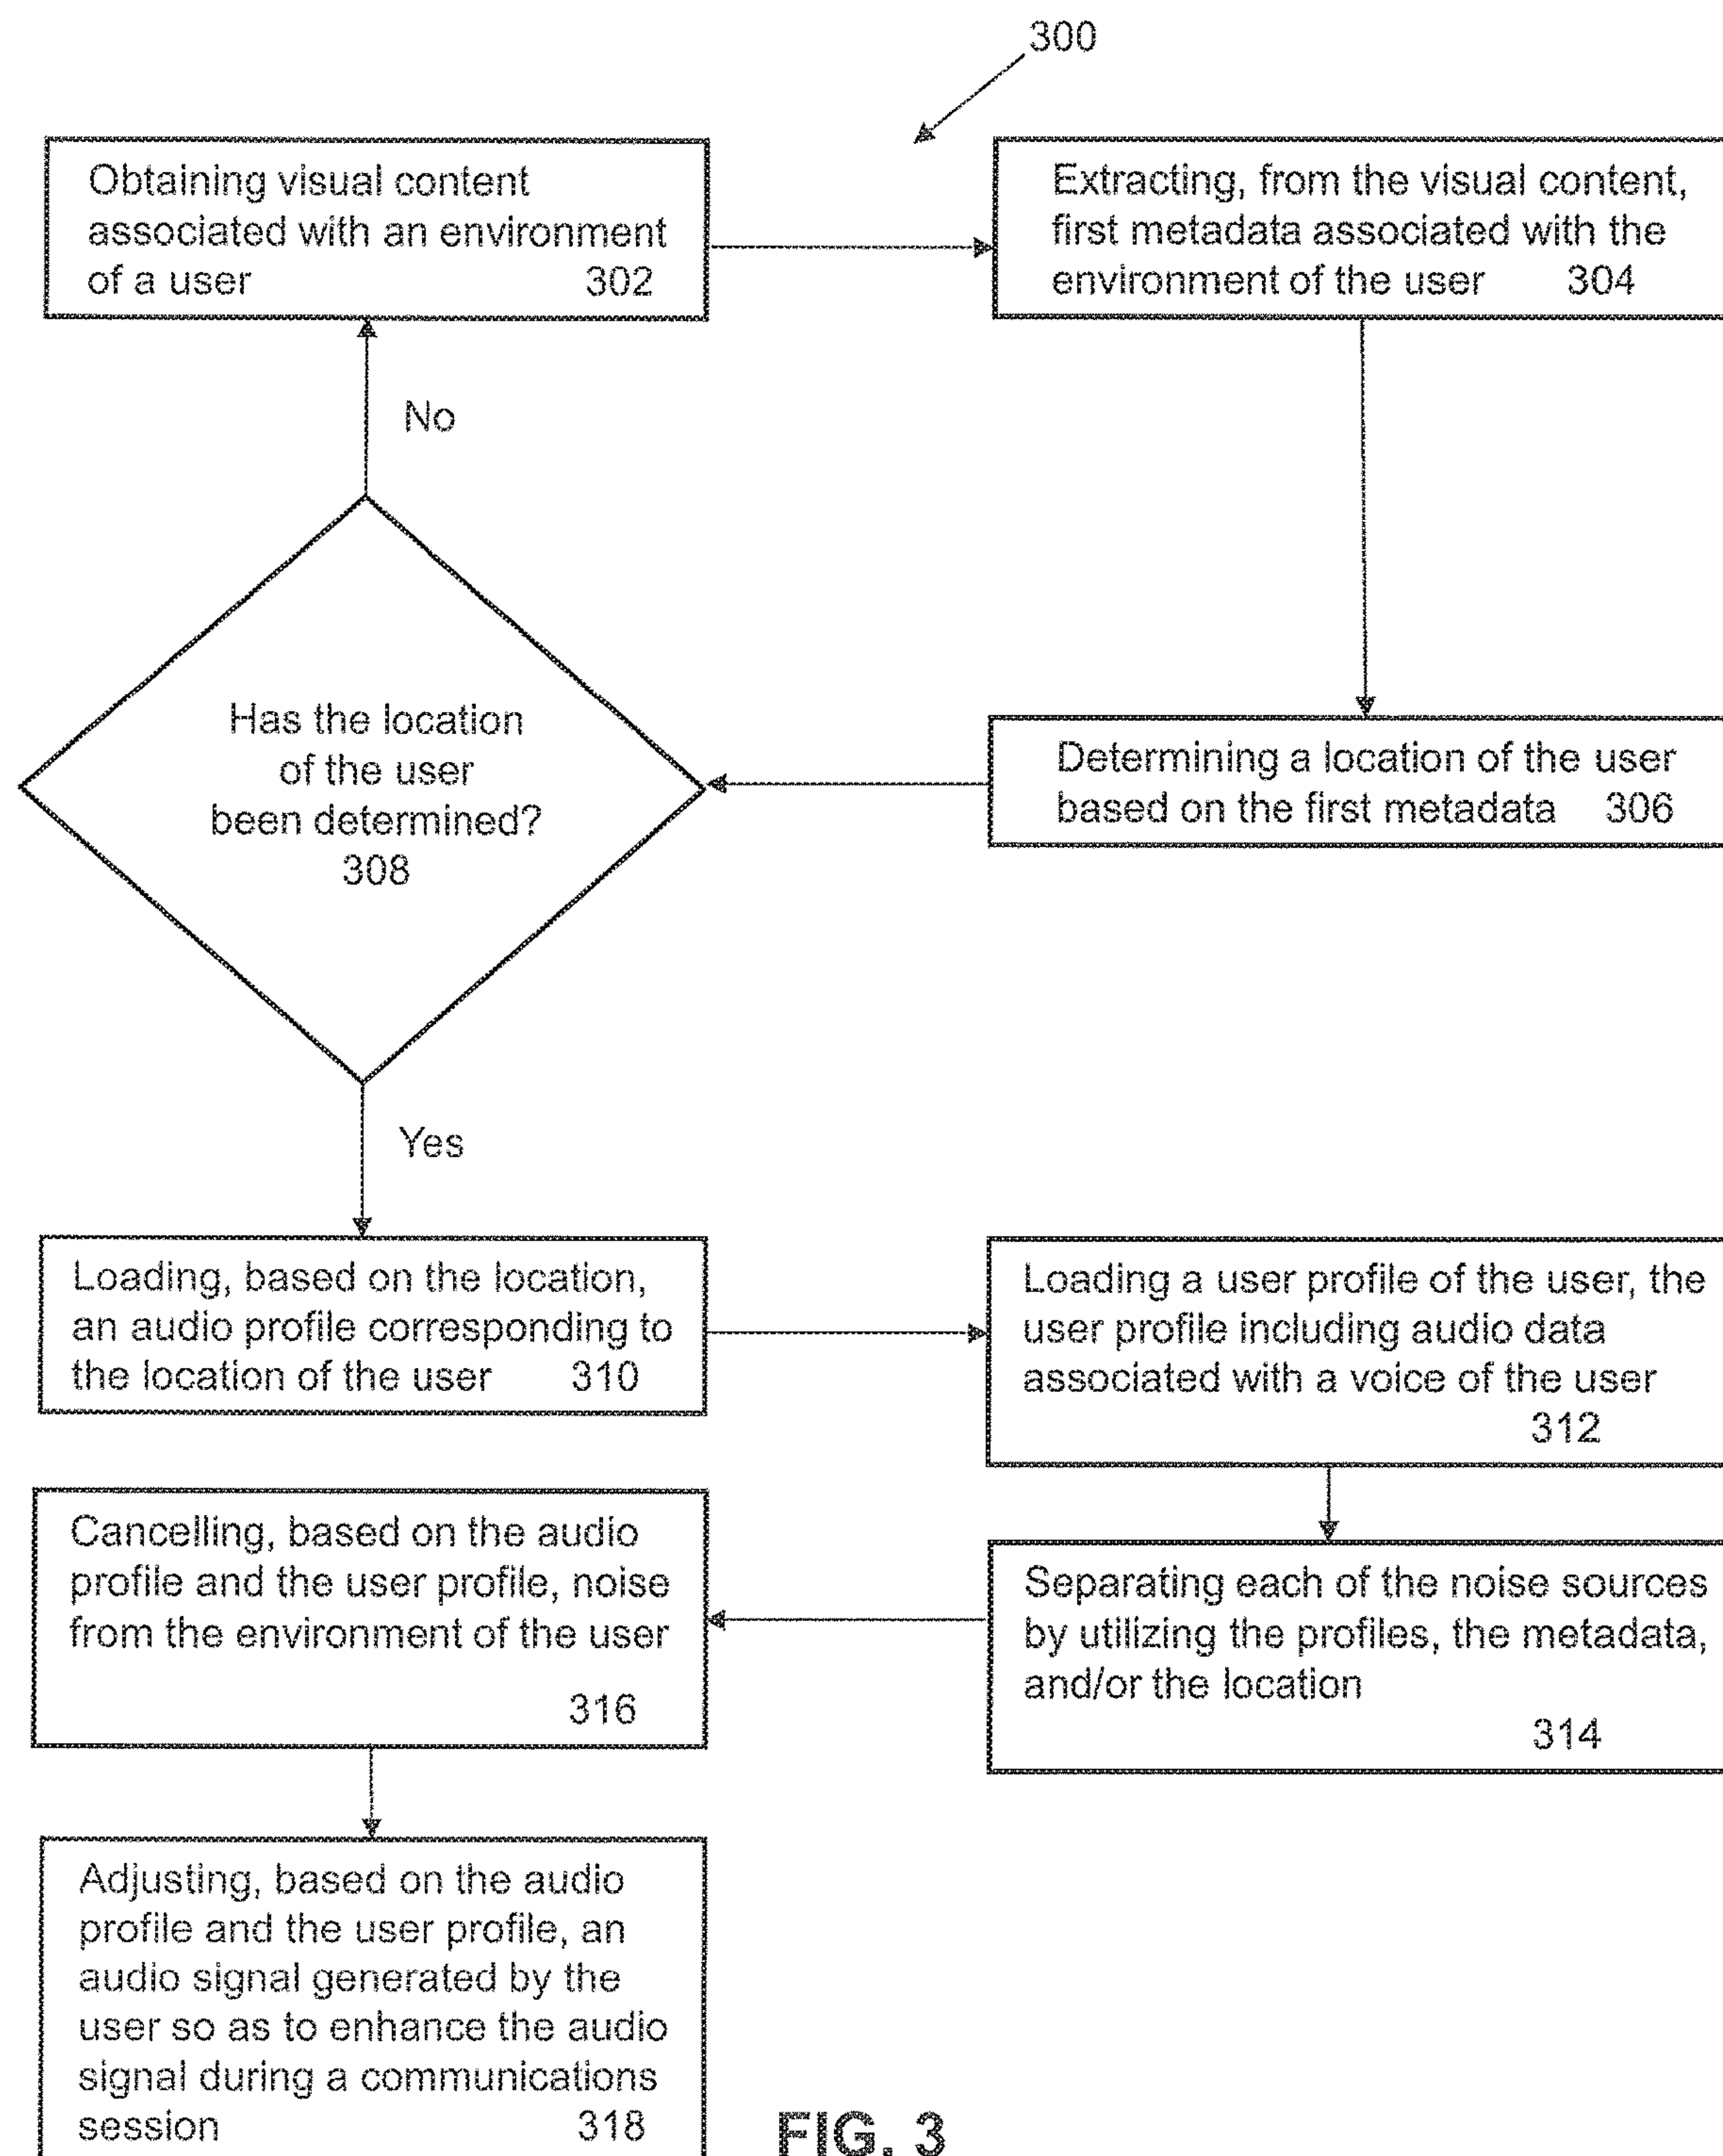 300
Obtaining visual content
associated with an environment
of a user 302
Extracting, from the visual content,
first metadata associated with the
environment of the user 304
No
Determining a location of the user
based on the first metadata 306
Has the location
of the user
been determined?
308
Yes
Loading, based on the location,
an audio profile corresponding to
the location of the user 310
Loading a user profile of the user, the
user profile including audio data
associated with a voice of the user
312
Separating each of the noise sources
by utilizing the profiles, the metadata,
and/or the location
314
Cancelling, based on the audio
profile and the user profile, noise
from the environment of the user
316
Adjusting, based on the audio
profile and the user profile, an
audio signal generated by the
user so as to enhance the audio
signal during a communications
session 318
FIG. 3